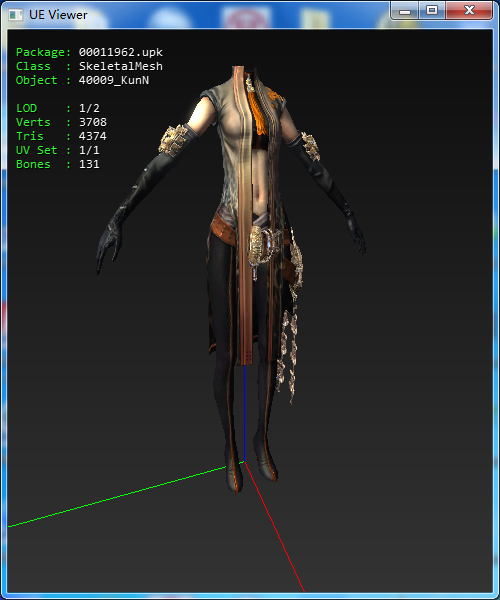 UE Viewer
Package: 00011962.upk
Class  : SkeletalMesh
Object : 40009_KunN
LOD    : 1/2
Verts  : 3708
Tris   : 4374
UV Set : 1/1
Bones  : 131